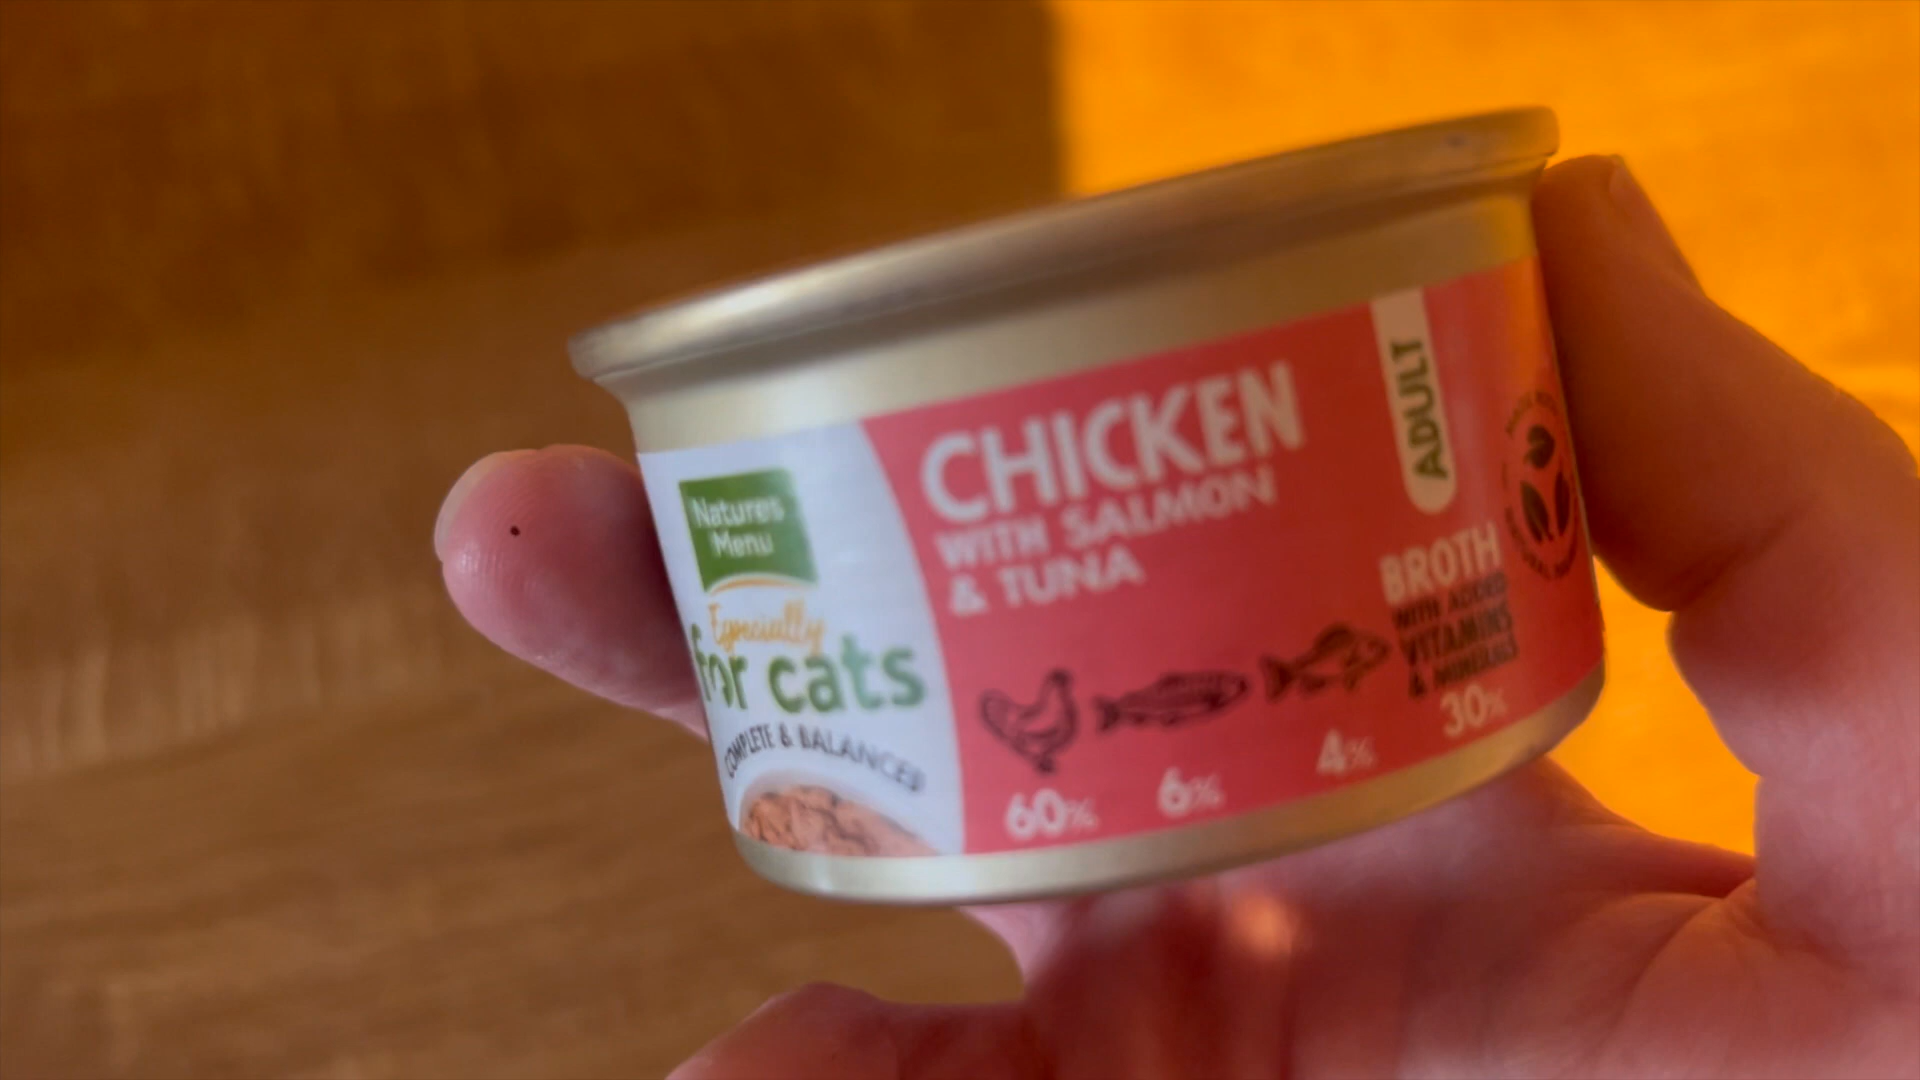 Natures
Menu
Especially
for cats
COMPLETE & BALANCED
CHICKEN
WITH SALMON
& TUNA
ADULT
BROTH
WITH ADDED
VITAMINS
& MINERALS
60%
6%
4%
30%